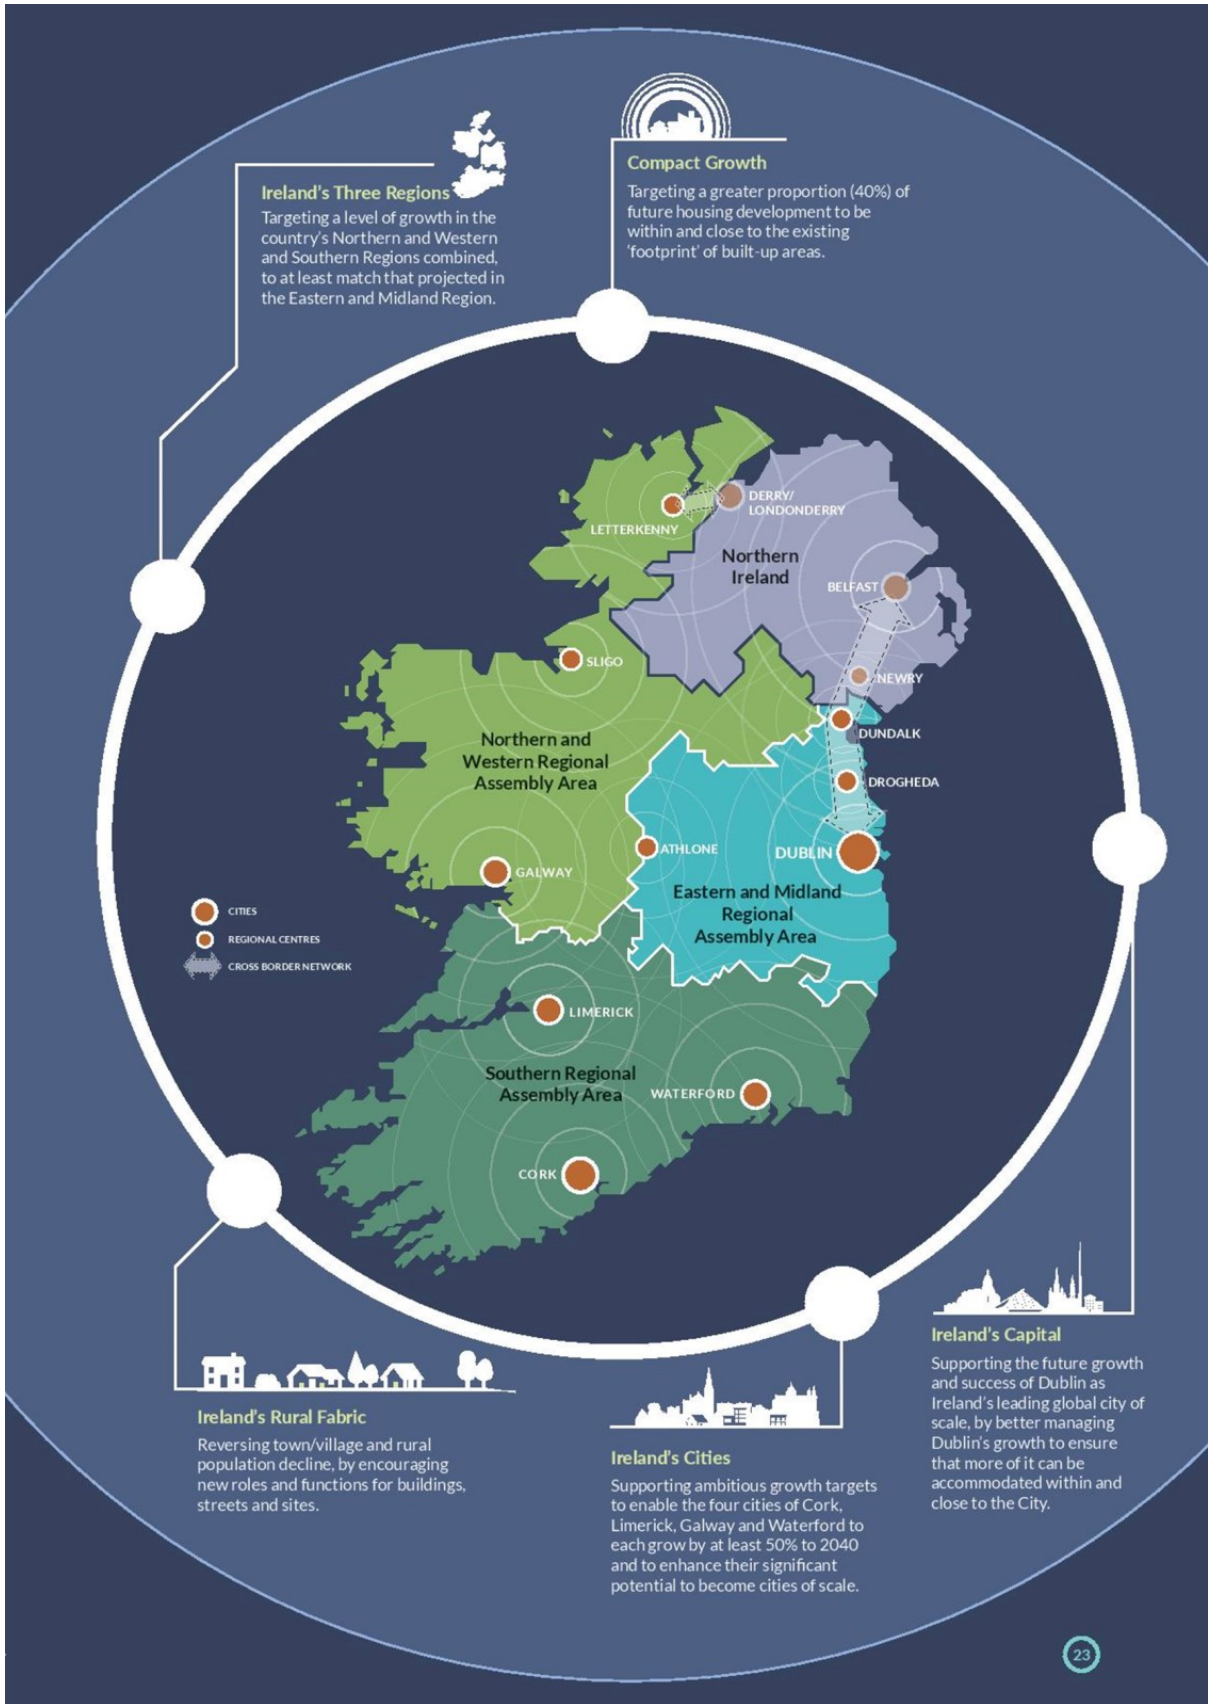 Ireland's Three Regions
Targeting a level of growth in the
country's Northern and Western
and Southern Regions combined,
to at least match that projected in
the Eastern and Midland Region.
Compact Growth
Targeting a greater proportion (40%) of
future housing development to be
within and close to the existing
'footprint' of built-up areas.
LETTERKENNY
DERRY/
LONDONDERRY
Northern
Ireland
BELFAST
SLIGO
NEWRY
DUNDALK
Northern and
Western Regional
Assembly Area
DROGHEDA
ATHLONE
DUBLIN
GALWAY
Eastern and Midland
Regional
Assembly Area
CITIES
REGIONAL CENTRES
CROSS BORDER NETWORK
LIMERICK
Southern Regional
Assembly Area
WATERFORD
CORK
Ireland's Rural Fabric
Reversing town/village and rural
population decline, by encouraging
new roles and functions for buildings,
streets and sites.
Ireland's Cities
Supporting ambitious growth targets
to enable the four cities of Cork,
Limerick, Galway and Waterford to
each grow by at least 50% to 2040
and to enhance their significant
potential to become cities of scale.
Ireland's Capital
Supporting the future growth
and success of Dublin as
Ireland's leading global city of
scale, by better managing
Dublin's growth to ensure
that more of it can be
accommodated within and
close to the City.
23